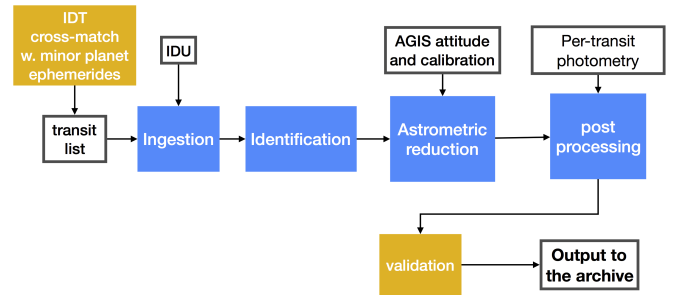 IDT
cross-match
w. minor planet
ephemerides
IDU
AGIS attitude
and calibration
Per-transit
photometry
transit
list
Ingestion
Identification
Astrometric
reduction
post
processing
validation
Output to
the archive